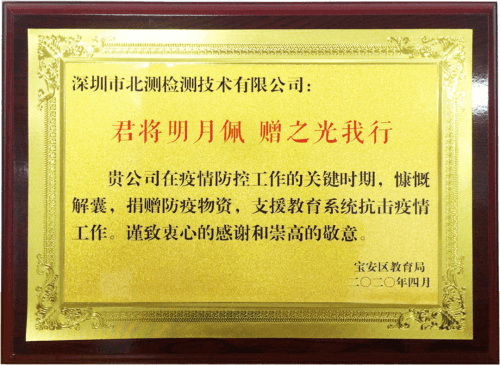 深圳市北测检测技术有限公司：
君将明月佩 赠之光我行
贵公司在疫情防控工作的关键时期，慷慨
解囊，捐赠防疫物资，支援教育系统抗击疫情
工作。谨致衷心的感谢和崇高的敬意。
宝安区教育局
二〇二〇年四月